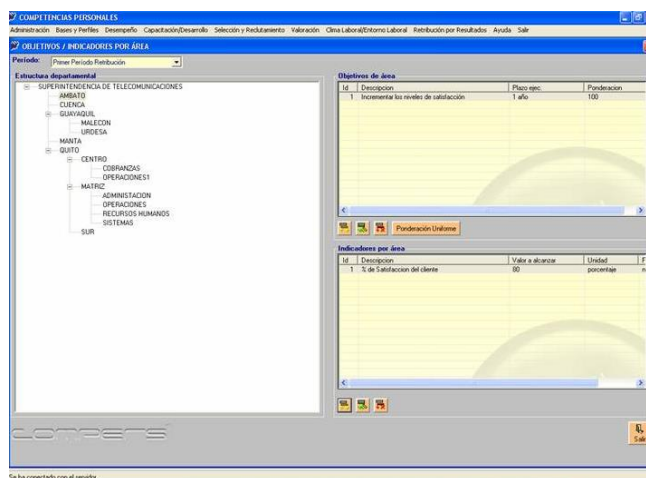 COMPETENCIAS PERSONALES
Administración Bases y Perfiles Desempeño Capacitación/Desarrollo Selección y Reclutamiento Valoración Clima Laboral/Entorno Laboral Retribución por Resultados Ayuda Salir
OBJETIVOS / INDICADORES POR ÁREA
Período: Primer Periodo Retribución
Estructura departamental
SUPERINTENDENCIA DE TELECOMUNICACIONES
AMBATO
CUENCA
GUAYAQUIL
MALECON
URDESA
MANTA
QUITO
CENTRO
COBRANZAS
OPERACIONES1
MATRIZ
ADMINISTACION
OPERACIONES
RECURSOS HUMANOS
SISTEMAS
SUR
Objetivos de área
Id Descripcion Plazo ejec. Ponderacion
1 Incrementar los niveles de satisfacción 1 año 100
Ponderación Uniforme
Indicadores por área
Id Descripcion Valor a alcanzar Unidad F
1 % de Satisfaccion del cliente 80 porcentaje
COMPERS
Salir
Se ha conectado con el servidor